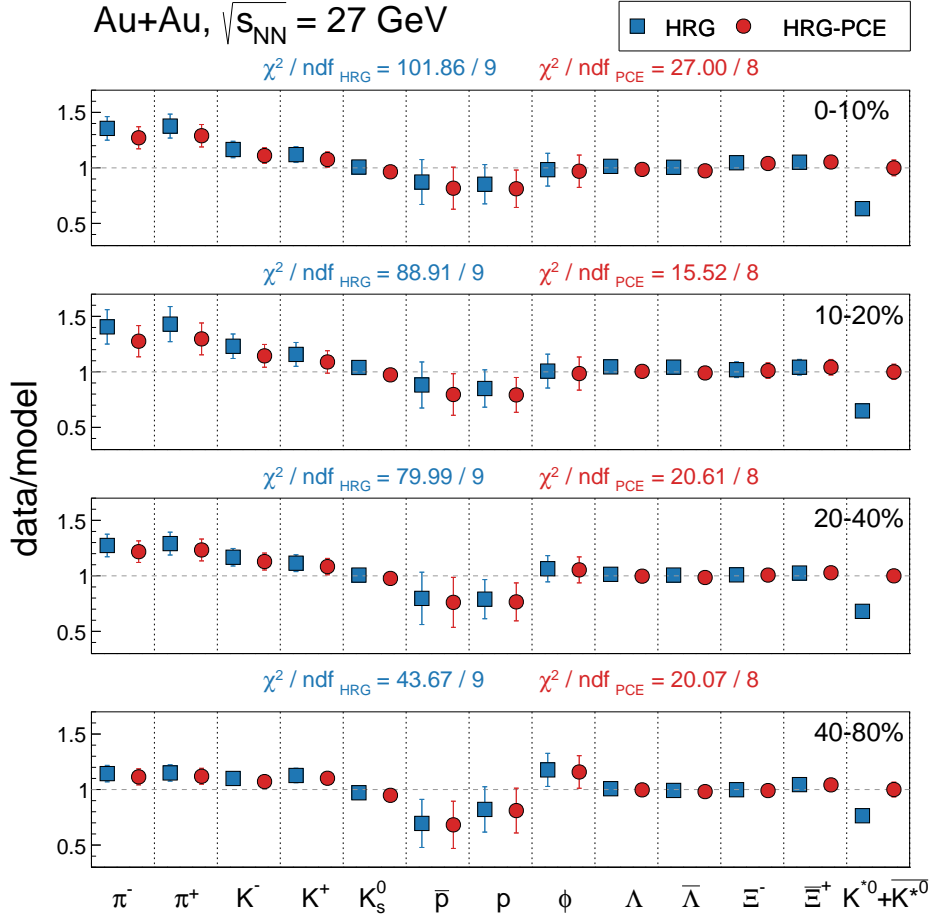 Au+Au, √s_NN = 27 GeV
HRG HRG-PCE
χ² / ndf HRG = 101.86 / 9 χ² / ndf PCE = 27.00 / 8
0-10%
1.5
1
0.5
χ² / ndf HRG = 88.91 / 9 χ² / ndf PCE = 15.52 / 8
10-20%
1.5
1
0.5
χ² / ndf HRG = 79.99 / 9 χ² / ndf PCE = 20.61 / 8
20-40%
1.5
1
0.5
χ² / ndf HRG = 43.67 / 9 χ² / ndf PCE = 20.07 / 8
40-80%
1.5
1
0.5
data/model
π⁻ π⁺ K⁻ K⁺ K⁰ₛ p̅ p ϕ Λ Λ̅ Ξ⁻ Ξ̅⁺ K*⁰+K̅*̅⁰̅